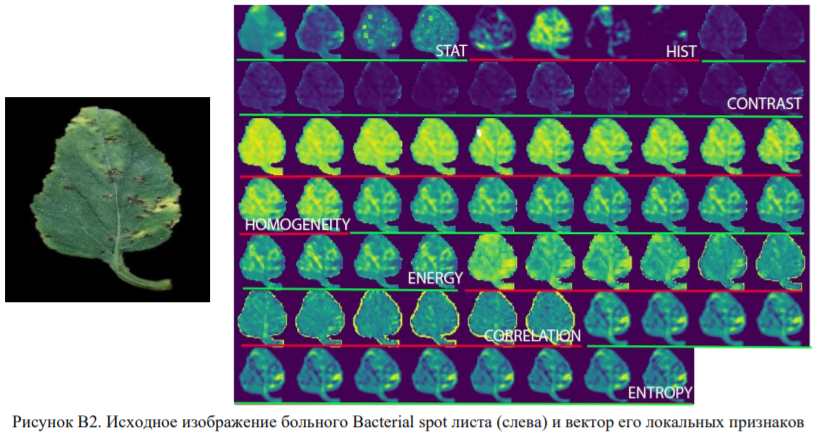 STAT
HIST
CONTRAST
HOMOGENEITY
ENERGY
CORRELATION
ENTROPY
Рисунок В2. Исходное изображение больного Bacterial spot листа (слева) и вектор его локальных признаков